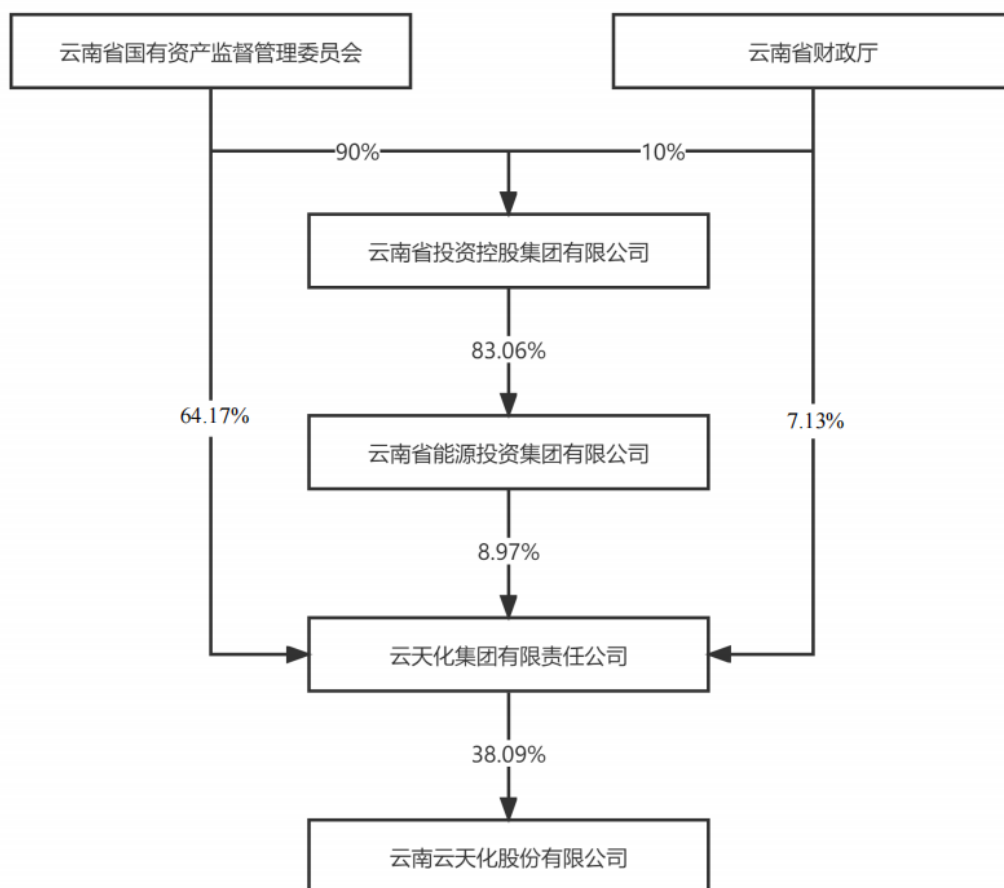 云南省国有资产监督管理委员会
云南省财政厅
90%
10%
云南省投资控股集团有限公司
83.06%
64.17%
7.13%
云南省能源投资集团有限公司
8.97%
云天化集团有限责任公司
38.09%
云南云天化股份有限公司